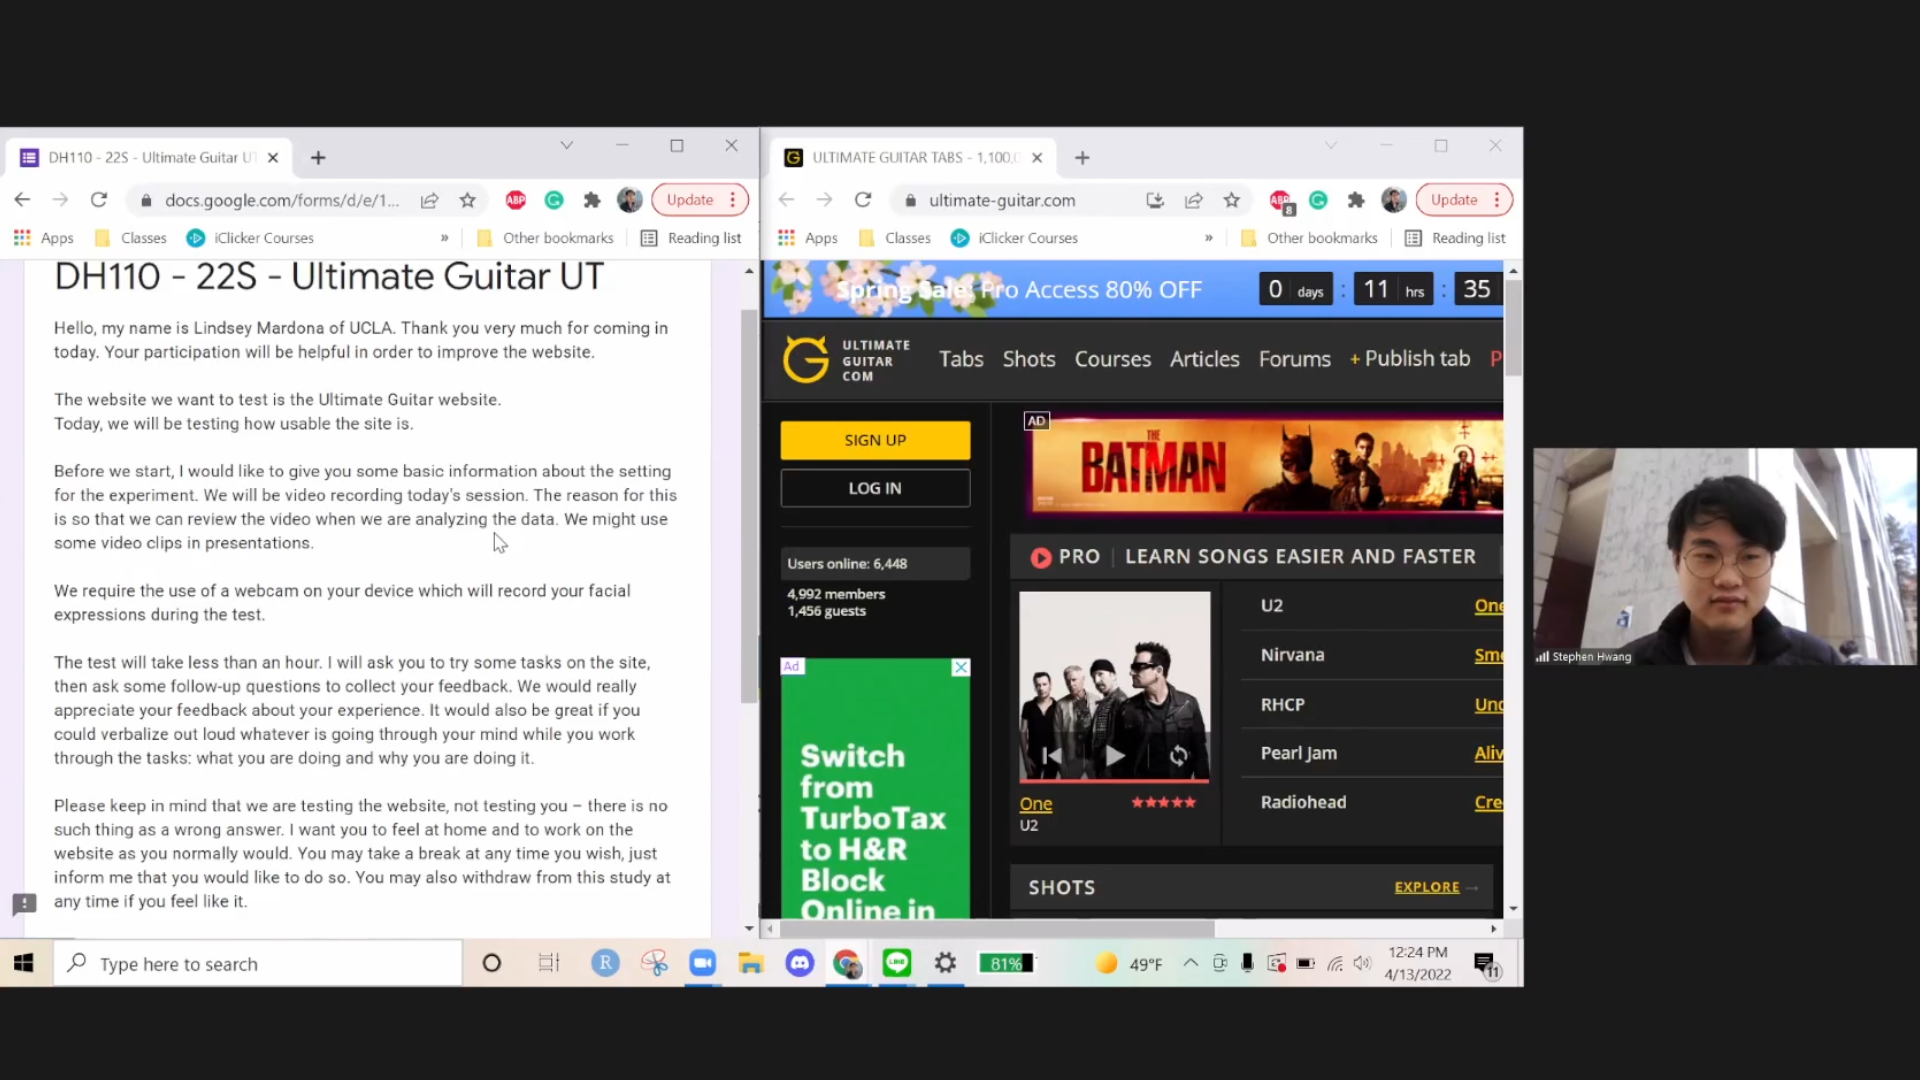 DH110 - 22S - Ultimate Guitar UT
docs.google.com/forms/d/e/1...
Update
Apps
Classes
iClicker Courses
»
Other bookmarks
Reading list
DH110 - 22S - Ultimate Guitar UT
Hello, my name is Lindsey Mardona of UCLA. Thank you very much for coming in
today. Your participation will be helpful in order to improve the website.
The website we want to test is the Ultimate Guitar website.
Today, we will be testing how usable the site is.
Before we start, I would like to give you some basic information about the setting
for the experiment. We will be video recording today's session. The reason for this
is so that we can review the video when we are analyzing the data. We might use
some video clips in presentations.
We require the use of a webcam on your device which will record your facial
expressions during the test.
The test will take less than an hour. I will ask you to try some tasks on the site,
then ask some follow-up questions to collect your feedback. We would really
appreciate your feedback about your experience. It would also be great if you
could verbalize out loud whatever is going through your mind while you work
through the tasks: what you are doing and why you are doing it.
Please keep in mind that we are testing the website, not testing you – there is no
such thing as a wrong answer. I want you to feel at home and to work on the
website as you normally would. You may take a break at any time you wish, just
inform me that you would like to do so. You may also withdraw from this study at
any time if you feel like it.
ULTIMATE GUITAR TABS - 1,100,0
ultimate-guitar.com
ABP
8
Update
Apps
Classes
iClicker Courses
»
Other bookmarks
Reading list
Spring Sale: Pro Access 80% OFF
0 days : 11 hrs : 35
ULTIMATE
GUITAR
COM
Tabs Shots Courses Articles Forums + Publish tab P
SIGN UP
LOG IN
Users online: 6,448
4,992 members
1,456 guests
Ad
Switch
from
TurboTax
to H&R
Block
Online in
AD
THE
BATMAN
PRO | LEARN SONGS EASIER AND FASTER
U2 One
Nirvana Sme
RHCP Und
Pearl Jam Aliv
Radiohead Cre
One
U2
SHOTS
EXPLORE →
Stephen Hwang
Type here to search
R
LINE
81%
49°F
12:24 PM
4/13/2022
11